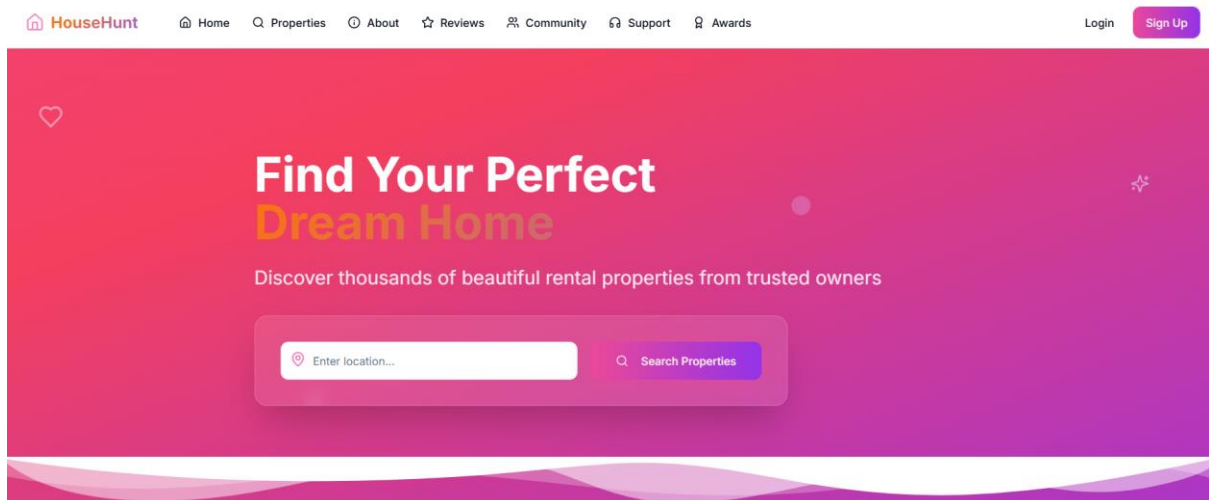 HouseHunt
Home
Properties
About
Reviews
Community
Support
Awards
Login
Sign Up
Find Your Perfect
Dream Home
Discover thousands of beautiful rental properties from trusted owners
Enter location...
Search Properties